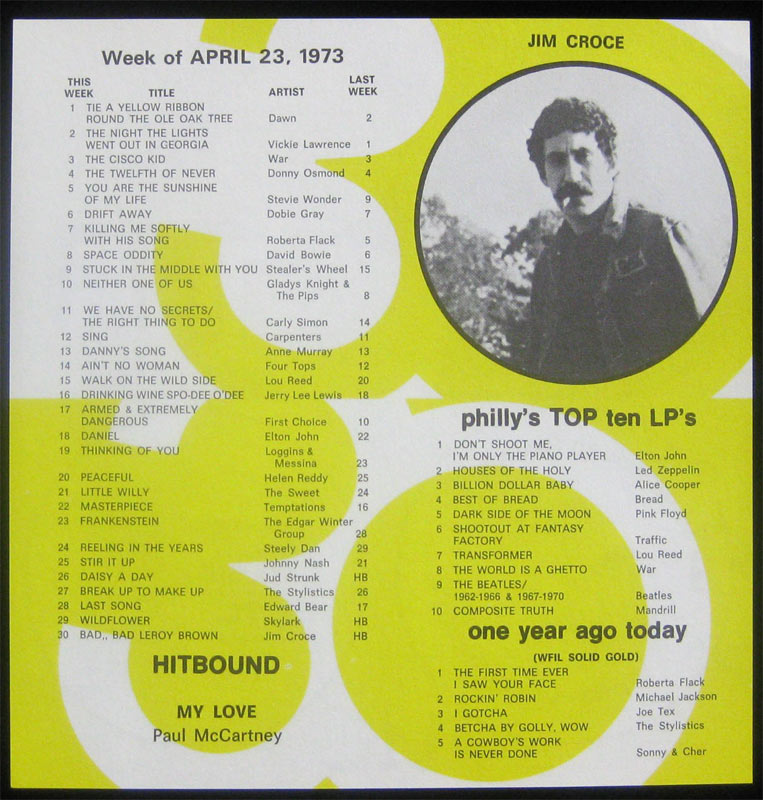 Week of APRIL 23, 1973
THIS WEEK TITLE ARTIST LAST WEEK
1 TIE A YELLOW RIBBON
ROUND THE OLE OAK TREE Dawn 2
2 THE NIGHT THE LIGHTS
WENT OUT IN GEORGIA Vickie Lawrence 1
3 THE CISCO KID War 3
4 THE TWELFTH OF NEVER Donny Osmond 4
5 YOU ARE THE SUNSHINE
OF MY LIFE Stevie Wonder 9
6 DRIFT AWAY Dobie Gray 7
7 KILLING ME SOFTLY
WITH HIS SONG Roberta Flack 5
8 SPACE ODDITY David Bowie 6
9 STUCK IN THE MIDDLE WITH YOU Stealer's Wheel 15
10 NEITHER ONE OF US Gladys Knight &
The Pips 8
11 WE HAVE NO SECRETS/
THE RIGHT THING TO DO Carly Simon 14
12 SING Carpenters 11
13 DANNY'S SONG Anne Murray 13
14 AIN'T NO WOMAN Four Tops 12
15 WALK ON THE WILD SIDE Lou Reed 20
16 DRINKING WINE SPO-DEE O'DEE Jerry Lee Lewis 18
17 ARMED & EXTREMELY
DANGEROUS First Choice 10
18 DANIEL Elton John 22
19 THINKING OF YOU Loggins &
Messina 23
20 PEACEFUL Helen Reddy 25
21 LITTLE WILLY The Sweet 24
22 MASTERPIECE Temptations 16
23 FRANKENSTEIN The Edgar Winter
Group 28
24 REELING IN THE YEARS Steely Dan 29
25 STIR IT UP Johnny Nash 21
26 DAISY A DAY Jud Strunk HB
27 BREAK UP TO MAKE UP The Stylistics 26
28 LAST SONG Edward Bear 17
29 WILDFLOWER Skylark HB
30 BAD,, BAD LEROY BROWN Jim Croce HB
HITBOUND
MY LOVE
Paul McCartney
JIM CROCE
philly's TOP ten LP's
1 DON'T SHOOT ME,
I'M ONLY THE PIANO PLAYER Elton John
2 HOUSES OF THE HOLY Led Zeppelin
3 BILLION DOLLAR BABY Alice Cooper
4 BEST OF BREAD Bread
5 DARK SIDE OF THE MOON Pink Floyd
6 SHOOTOUT AT FANTASY
FACTORY Traffic
7 TRANSFORMER Lou Reed
8 THE WORLD IS A GHETTO War
9 THE BEATLES/
1962-1966 & 1967-1970 Beatles
10 COMPOSITE TRUTH Mandrill
one year ago today
(WFIL SOLID GOLD)
1 THE FIRST TIME EVER
I SAW YOUR FACE Roberta Flack
2 ROCKIN' ROBIN Michael Jackson
3 I GOTCHA Joe Tex
4 BETCHA BY GOLLY, WOW The Stylistics
5 A COWBOY'S WORK
IS NEVER DONE Sonny & Cher